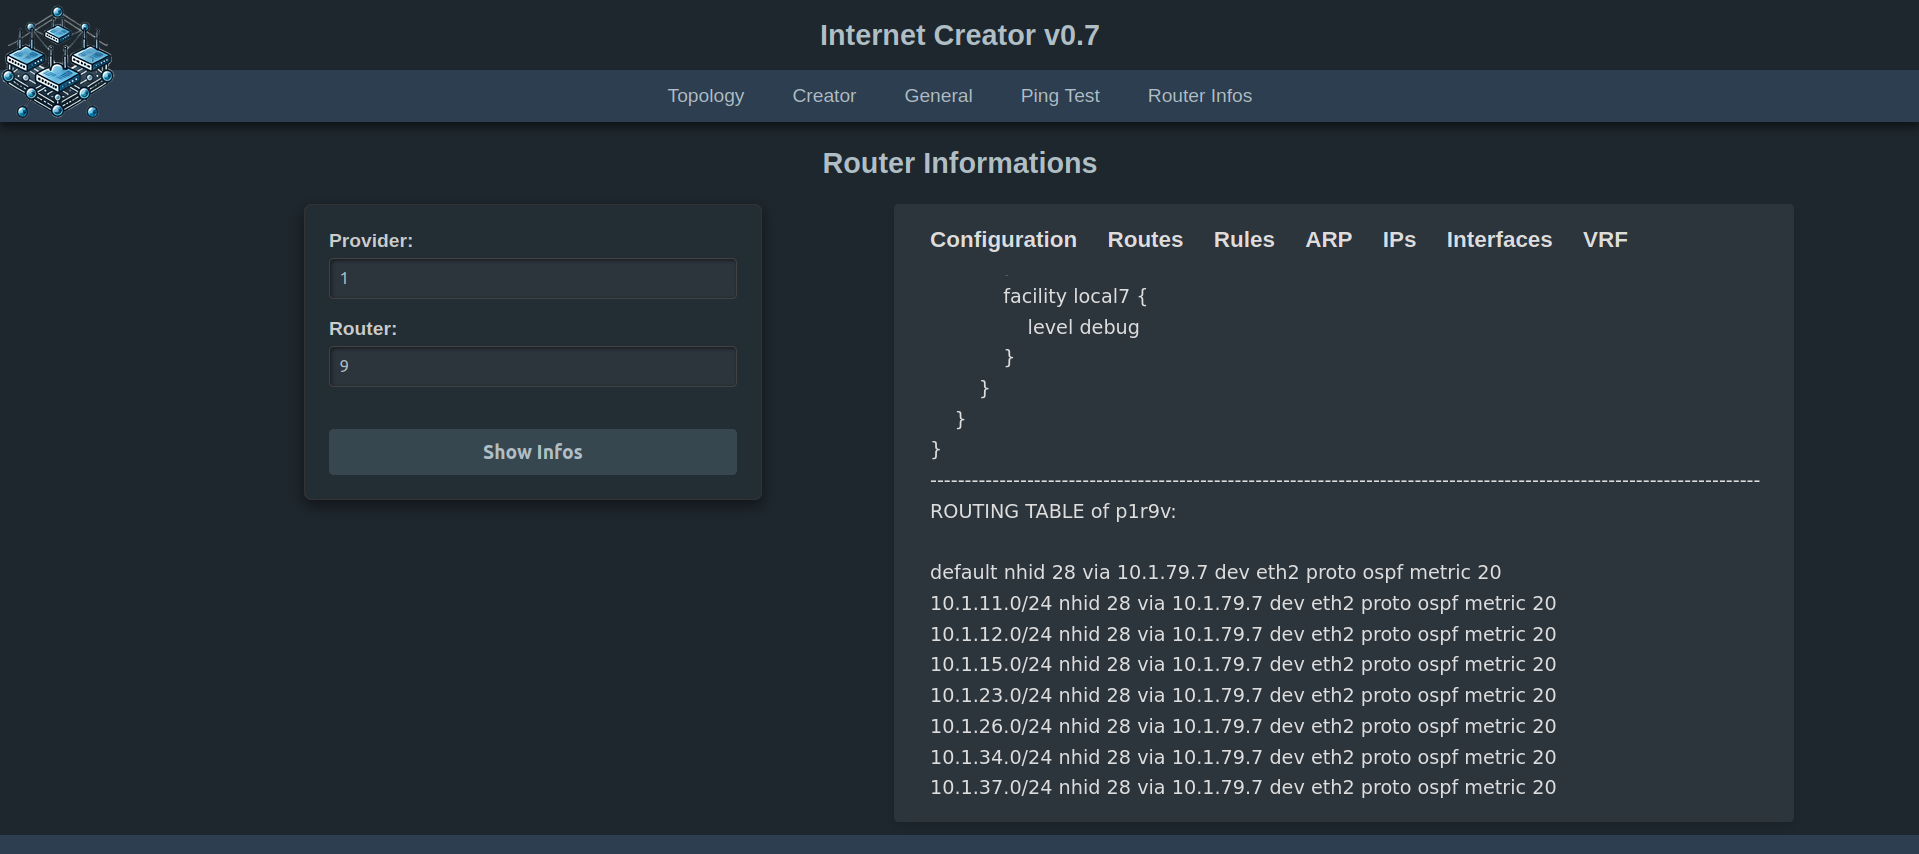 Internet Creator v0.7
Topology Creator General Ping Test Router Infos
Router Informations
Provider:
1
Router:
9
Show Infos
Configuration Routes Rules ARP IPs Interfaces VRF
facility local7 {
level debug
}
}
}
}
------------------------------------------------------------------------------------------------------------------------
ROUTING TABLE of p1r9v:
default nhid 28 via 10.1.79.7 dev eth2 proto ospf metric 20
10.1.11.0/24 nhid 28 via 10.1.79.7 dev eth2 proto ospf metric 20
10.1.12.0/24 nhid 28 via 10.1.79.7 dev eth2 proto ospf metric 20
10.1.15.0/24 nhid 28 via 10.1.79.7 dev eth2 proto ospf metric 20
10.1.23.0/24 nhid 28 via 10.1.79.7 dev eth2 proto ospf metric 20
10.1.26.0/24 nhid 28 via 10.1.79.7 dev eth2 proto ospf metric 20
10.1.34.0/24 nhid 28 via 10.1.79.7 dev eth2 proto ospf metric 20
10.1.37.0/24 nhid 28 via 10.1.79.7 dev eth2 proto ospf metric 20